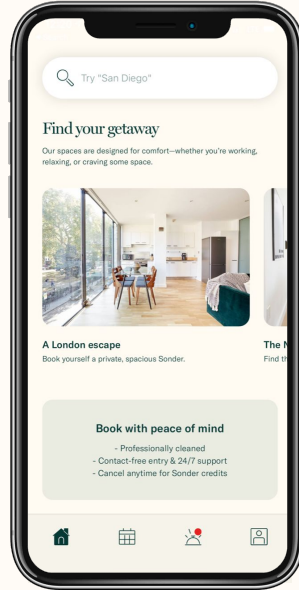 Try "San Diego"
Find your getaway
Our spaces are designed for comfort—whether you're working,
relaxing, or craving some space.
A London escape
Book yourself a private, spacious Sonder.
The
Find
Book with peace of mind
- Professionally cleaned
- Contact-free entry & 24/7 support
- Cancel anytime for Sonder credits